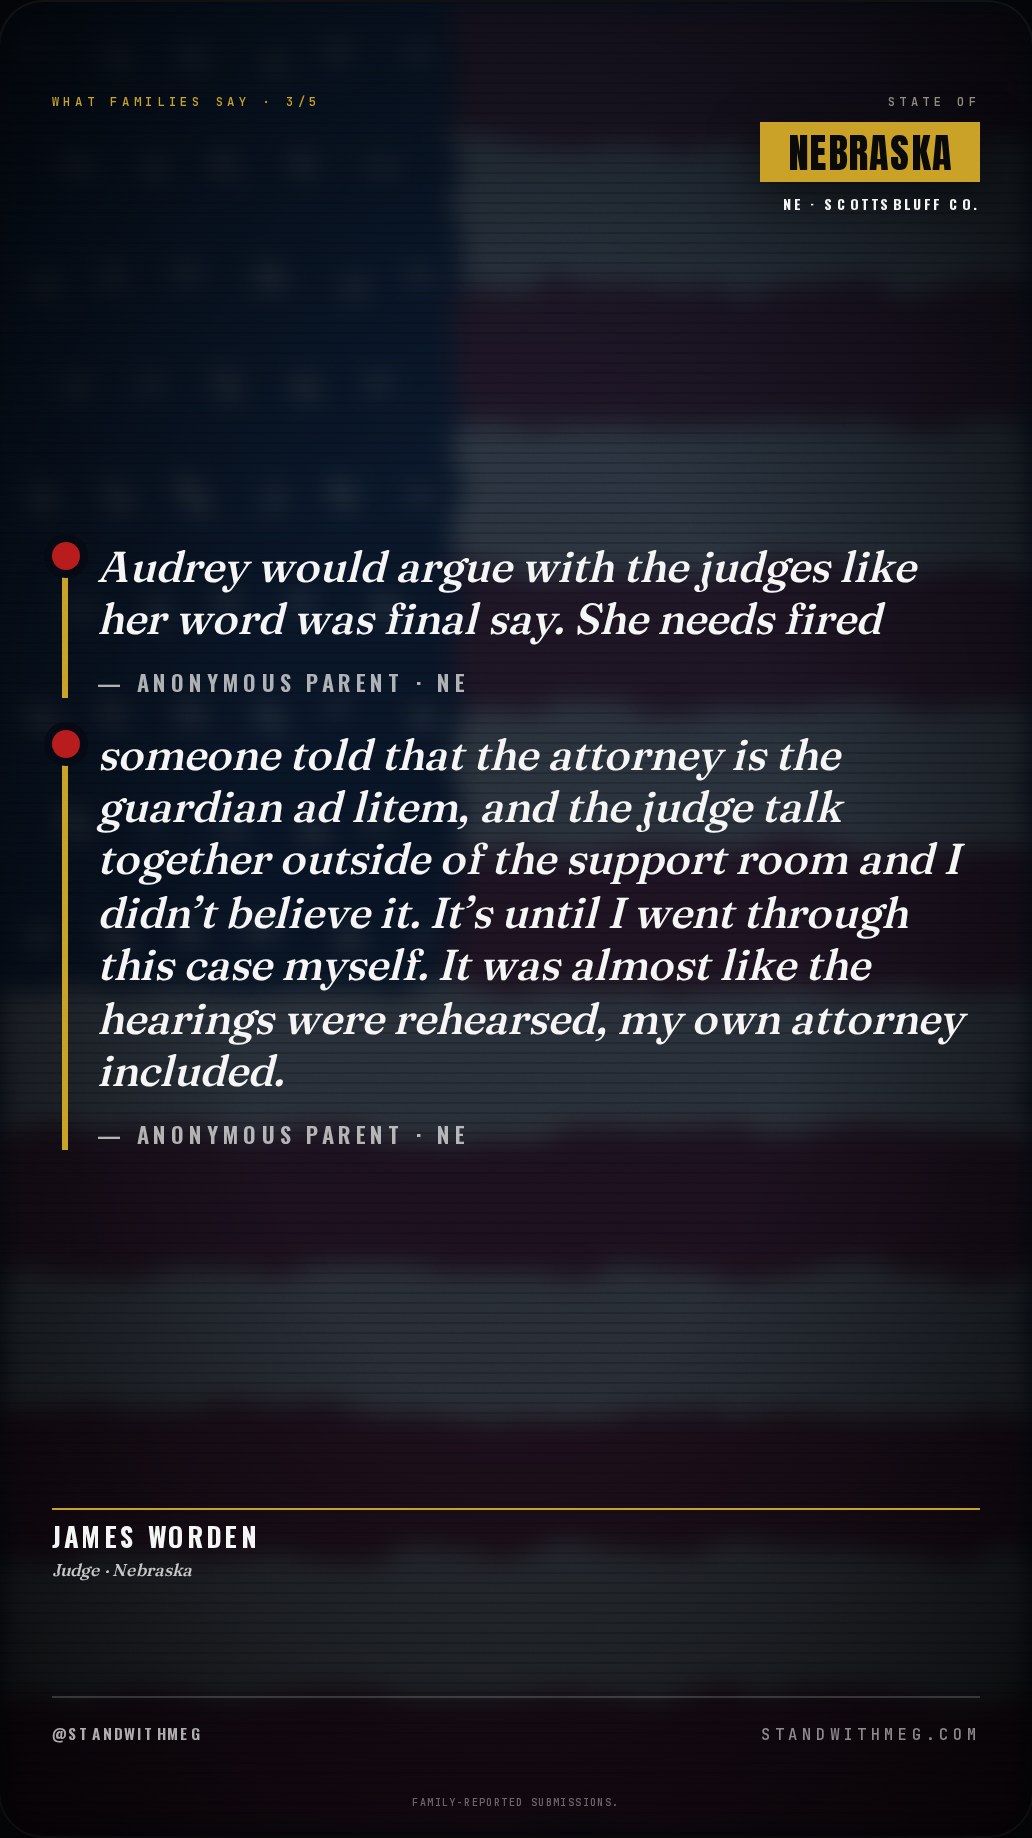 WHAT FAMILIES SAY · 3/5
STATE OF
NEBRASKA
NE · SCOTTSBLUFF CO.
Audrey would argue with the judges like
her word was final say. She needs fired
— ANONYMOUS PARENT · NE
someone told that the attorney is the
guardian ad litem, and the judge talk
together outside of the support room and I
didn’t believe it. It’s until I went through
this case myself. It was almost like the
hearings were rehearsed, my own attorney
included.
— ANONYMOUS PARENT · NE
JAMES WORDEN
Judge · Nebraska
@STANDWITHMEG
STANDWITHMEG.COM
FAMILY-REPORTED SUBMISSIONS.